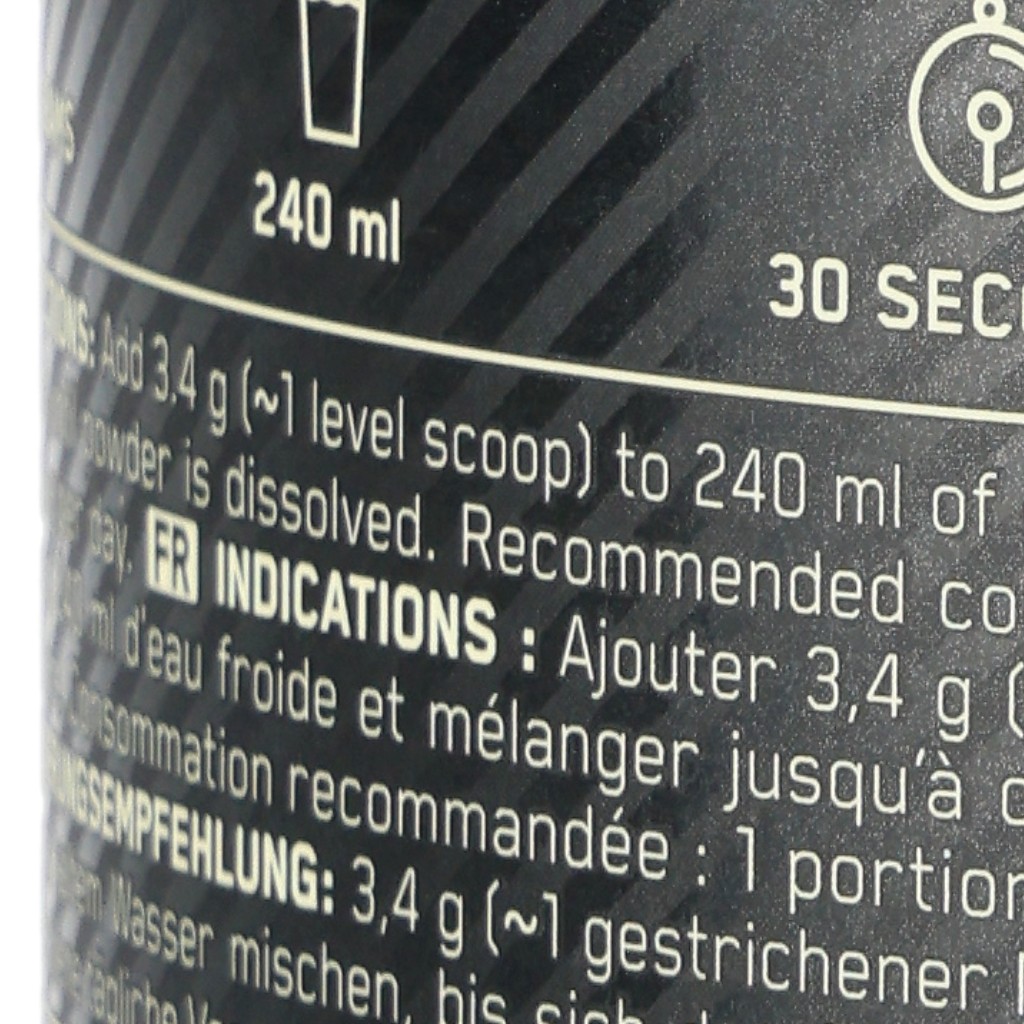 240 ml
30 SEC
Add 3.4 g (~1 level scoop) to 240 ml of
powder is dissolved. Recommended co
day. FR INDICATIONS : Ajouter 3,4 g (
ml d'eau froide et mélanger jusqu'à
consommation recommandée : 1 portion
EMPFEHLUNG: 3,4 g (~1 gestrichener
Wasser mischen, bis sich